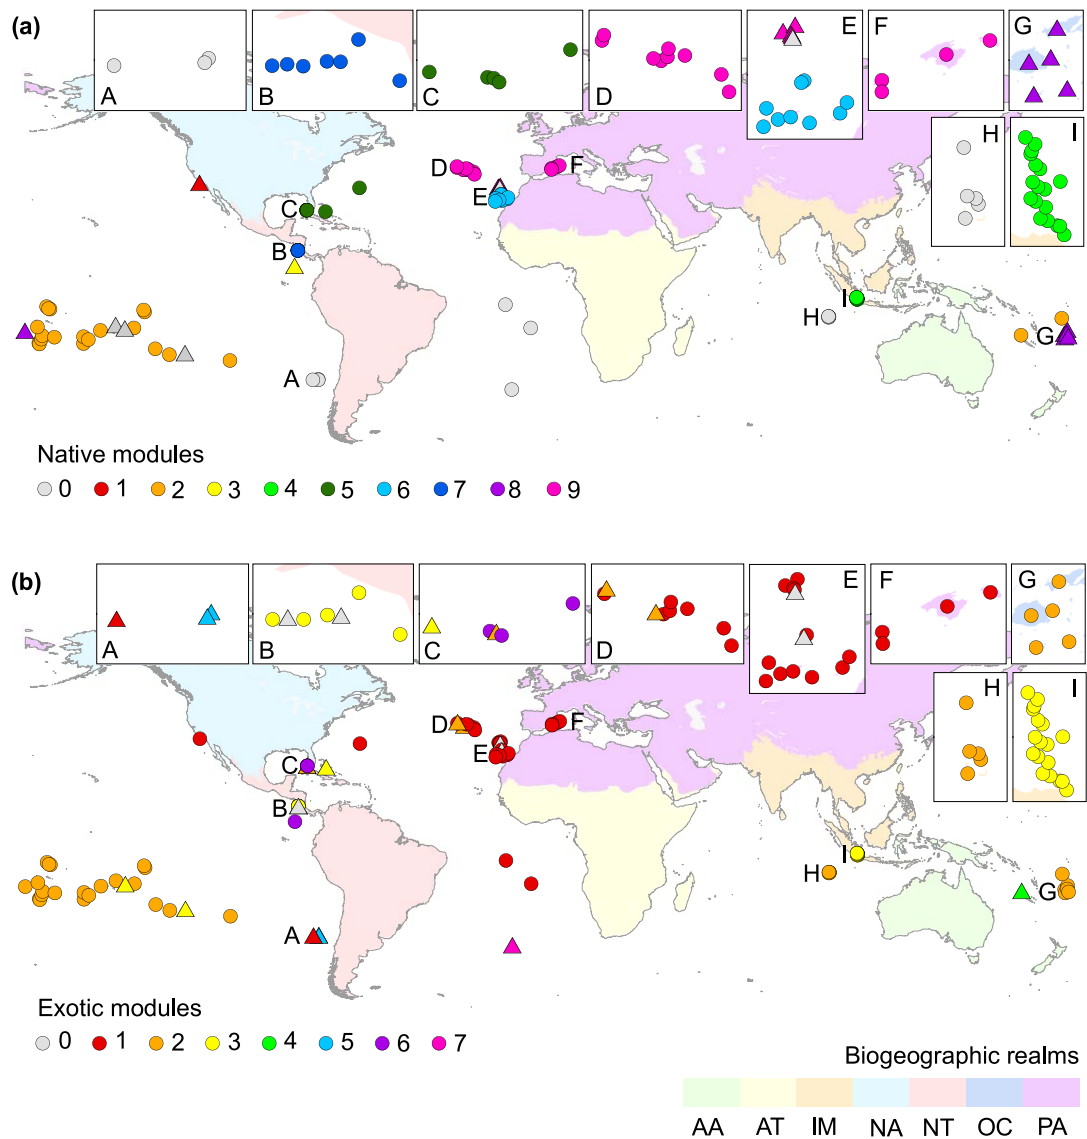 (a)
A
B
C
D
E
F
G
H
I
D
F
E
C
B
I
H
G
A
Native modules
0 1 2 3 4 5 6 7 8 9
(b)
A
B
C
D
E
F
G
H
I
D
F
E
C
B
I
H
G
A
Exotic modules
0 1 2 3 4 5 6 7
Biogeographic realms
AA AT IM NA NT OC PA